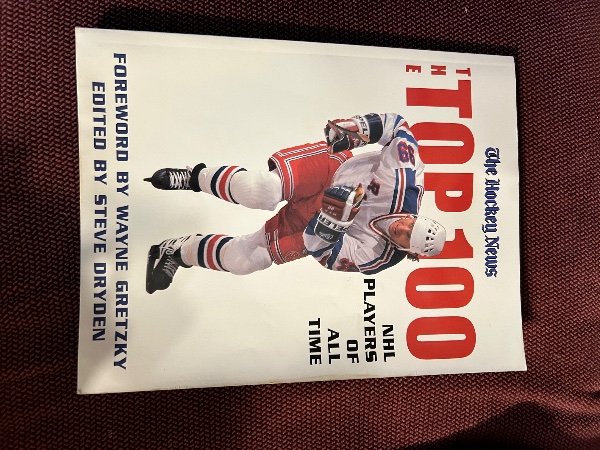 The Hockey News
THE
TOP 100
NHL
PLAYERS
OF
ALL
TIME
FOREWORD BY WAYNE GRETZKY
EDITED BY STEVE DRYDEN